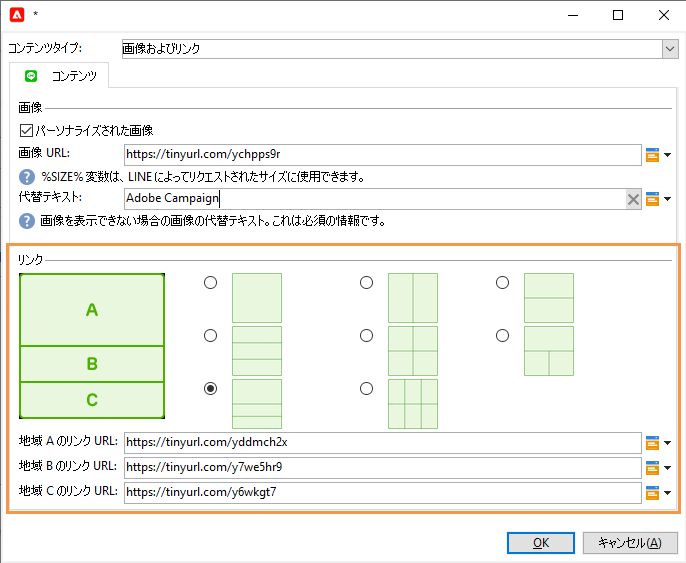 *
コンテンツタイプ: 画像およびリンク
コンテンツ
画像
パーソナライズされた画像
画像 URL: https://tinyurl.com/ychpps9r
%SIZE% 変数は、LINE によってリクエストされたサイズに使用できます。
代替テキスト: Adobe Campaign
画像を表示できない場合の画像の代替テキスト。これは必須の情報です。
リンク
A
B
C
地域 A のリンク URL: https://tinyurl.com/yddmch2x
地域 B のリンク URL: https://tinyurl.com/y7we5hr9
地域 C のリンク URL: https://tinyurl.com/y6wkgt7
OK キャンセル(A)